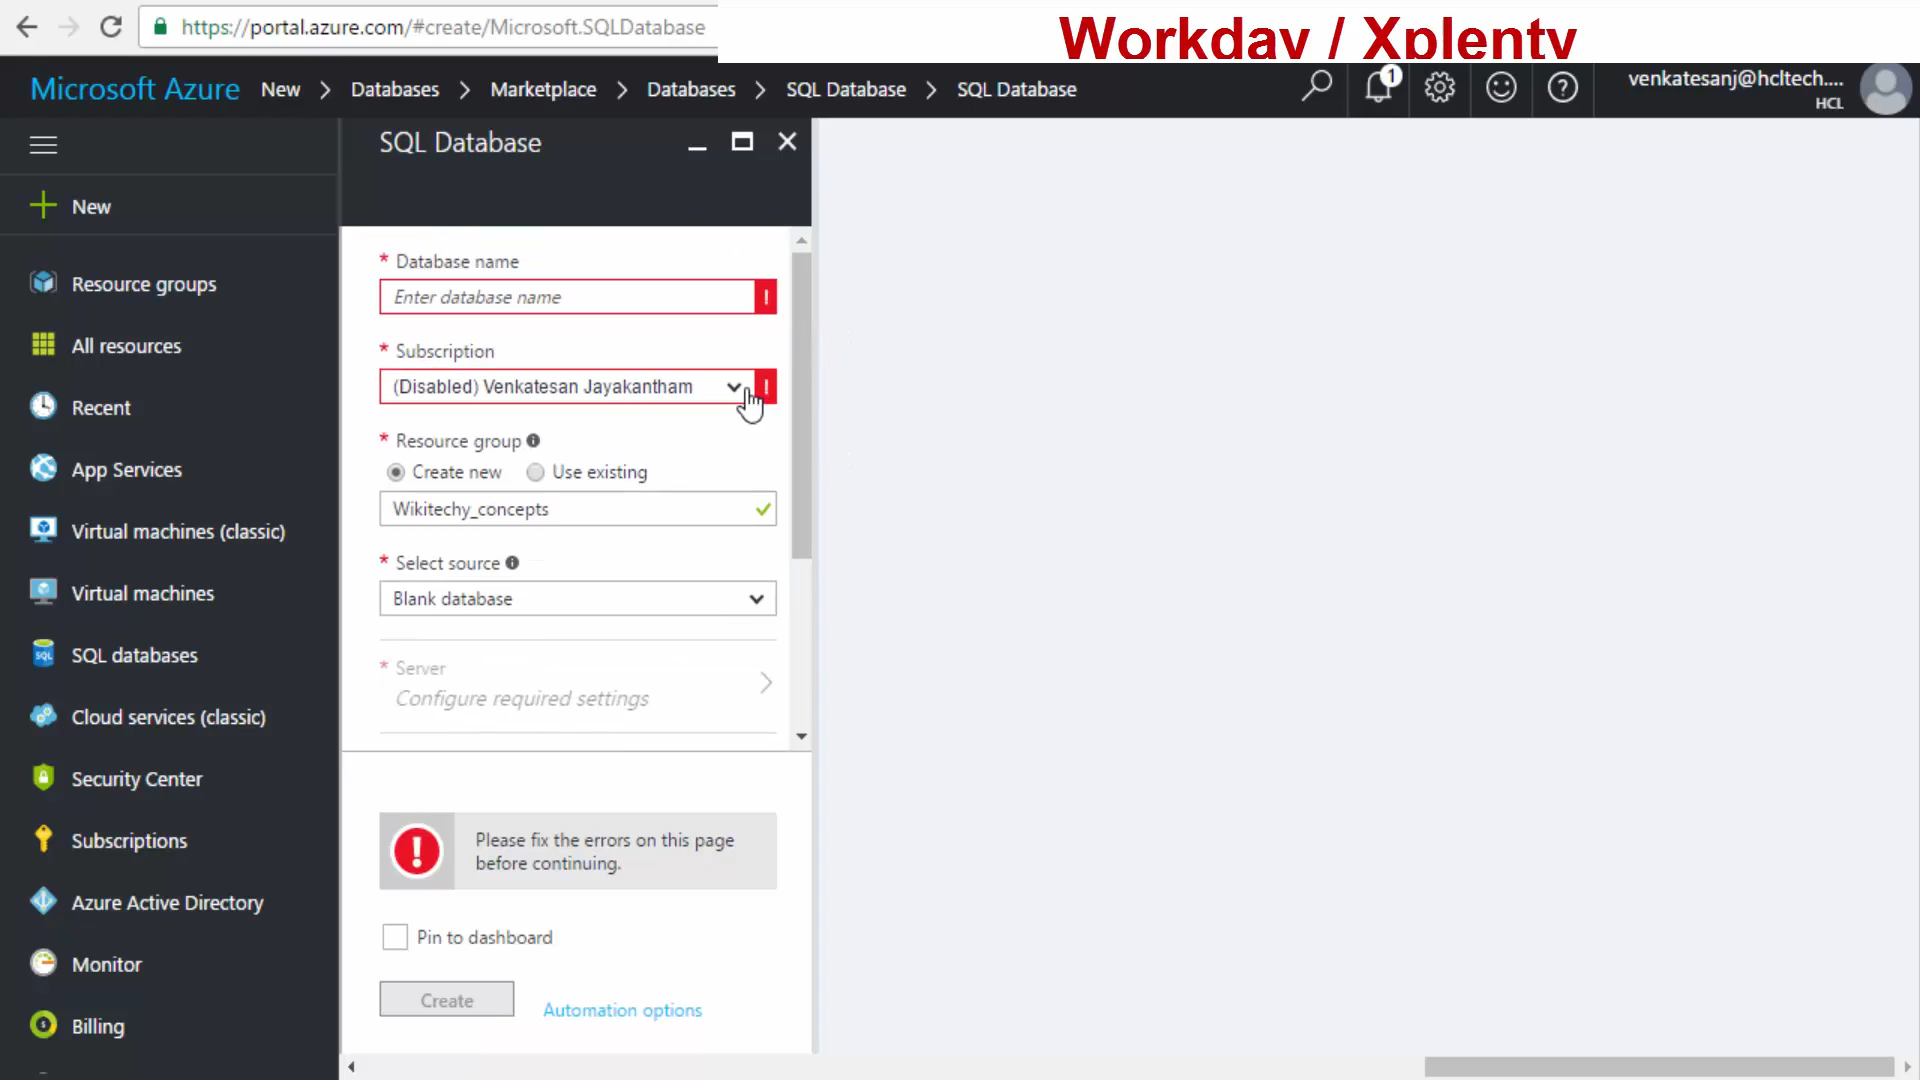 https://portal.azure.com/#create/Microsoft.SQLDatabase
Workday / Xplenty
Microsoft Azure New Databases Marketplace Databases SQL Database SQL Database
1
venkatesanj@hcltech....
HCL
SQL Database
New
Resource groups
All resources
Recent
App Services
Virtual machines (classic)
Virtual machines
SQL databases
Cloud services (classic)
Security Center
Subscriptions
Azure Active Directory
Monitor
Billing
* Database name
Enter database name
* Subscription
(Disabled) Venkatesan Jayakantham
* Resource group
Create new Use existing
Wikitechy_concepts
* Select source
Blank database
* Server
Configure required settings
Please fix the errors on this page
before continuing.
Pin to dashboard
Create
Automation options